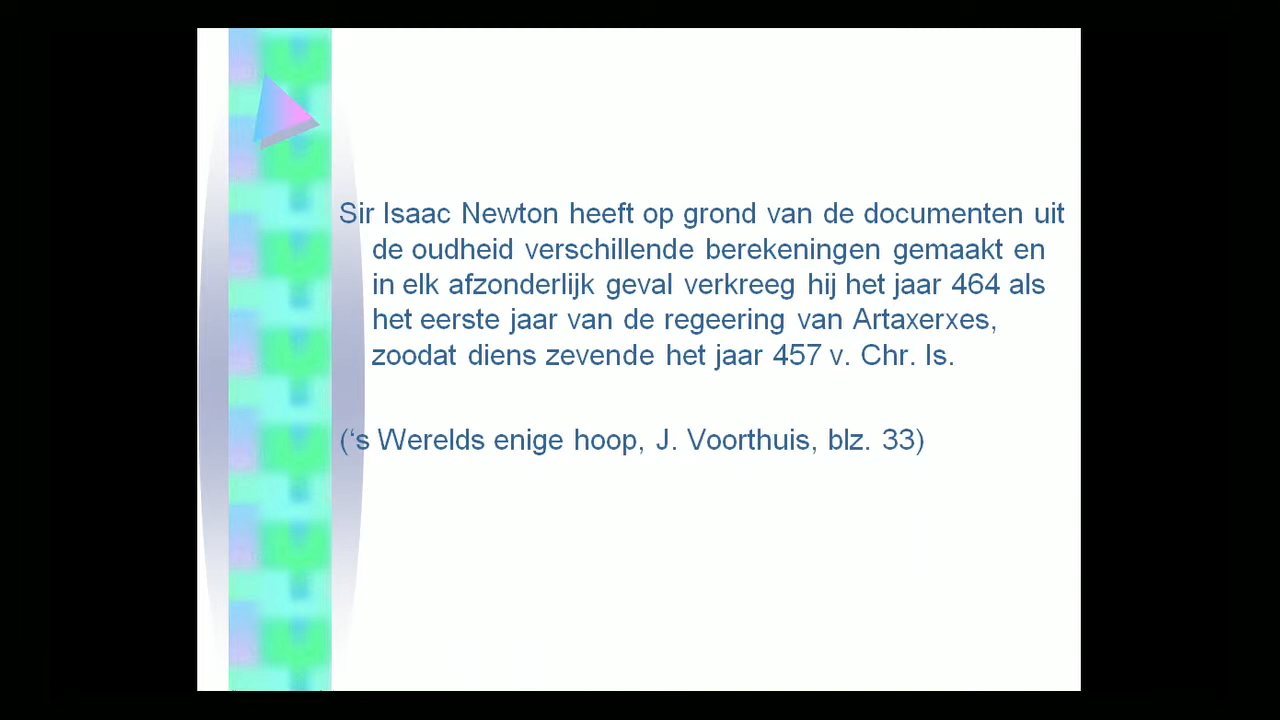 Sir Isaac Newton heeft op grond van de documenten uit
de oudheid verschillende berekeningen gemaakt en
in elk afzonderlijk geval verkreeg hij het jaar 464 als
het eerste jaar van de regeering van Artaxerxes,
zoodat diens zevende het jaar 457 v. Chr. Is.
(‘s Werelds enige hoop, J. Voorthuis, blz. 33)